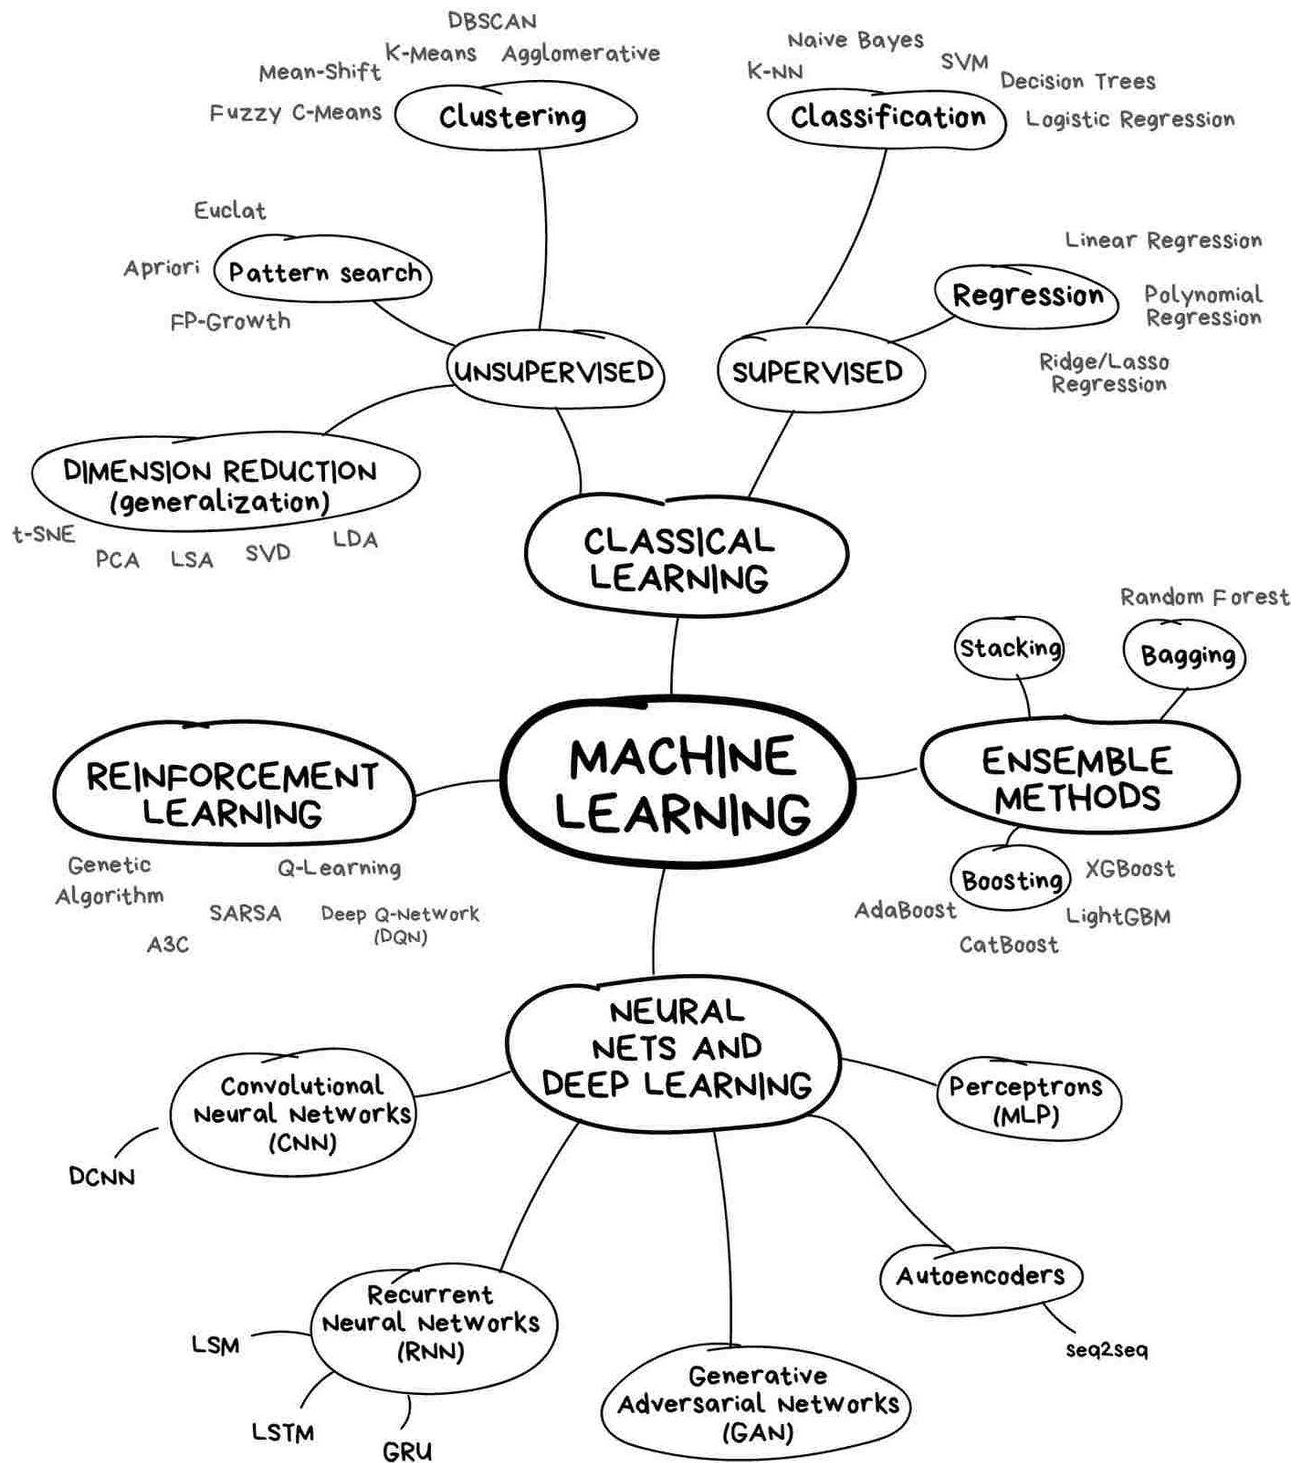 DBSCAN
K-Means
Agglomerative
Mean-Shift
Fuzzy C-Means
Clustering
Naive Bayes
K-NN
SVM
Decision Trees
Classification
Logistic Regression
Euclat
Apriori
Pattern search
FP-Growth
Linear Regression
Regression
Polynomial
Regression
Ridge/Lasso
Regression
UNSUPERVISED
SUPERVISED
DIMENSION REDUCTION
(generalization)
t-SNE
PCA
LSA
SVD
LDA
CLASSICAL
LEARNING
Random Forest
Stacking
Bagging
MACHINE
LEARNING
REINFORCEMENT
LEARNING
ENSEMBLE
METHODS
Genetic
Algorithm
Q-Learning
SARSA
Deep Q-Network
(DQN)
A3C
Boosting
XGBoost
AdaBoost
LightGBM
CatBoost
NEURAL
NETS AND
DEEP LEARNING
Convolutional
Neural Networks
(CNN)
DCNN
Perceptrons
(MLP)
Autoencoders
seq2seq
Recurrent
Neural Networks
(RNN)
LSM
LSTM
GRU
Generative
Adversarial Networks
(GAN)